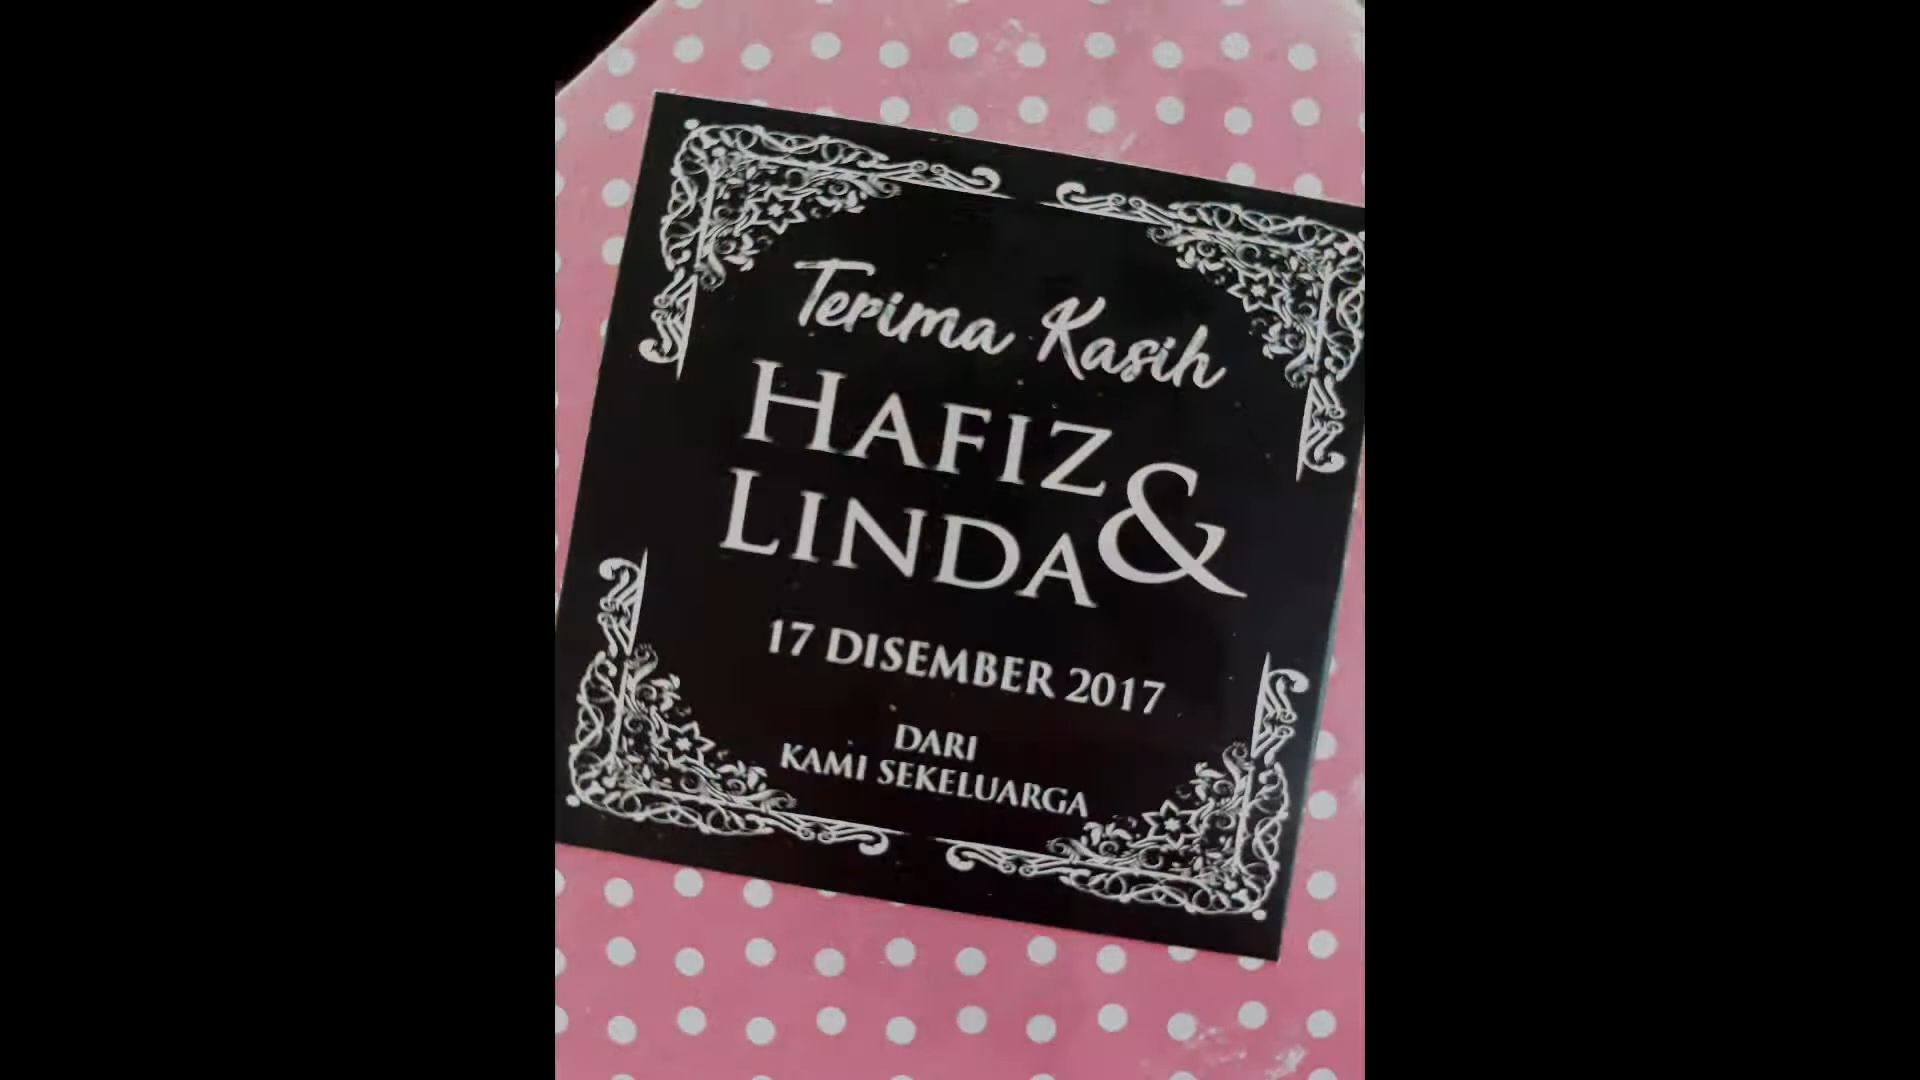 Terima Kasih
HAFIZ &
LINDA
17 DISEMBER 2017
DARI
KAMI SEKELUARGA